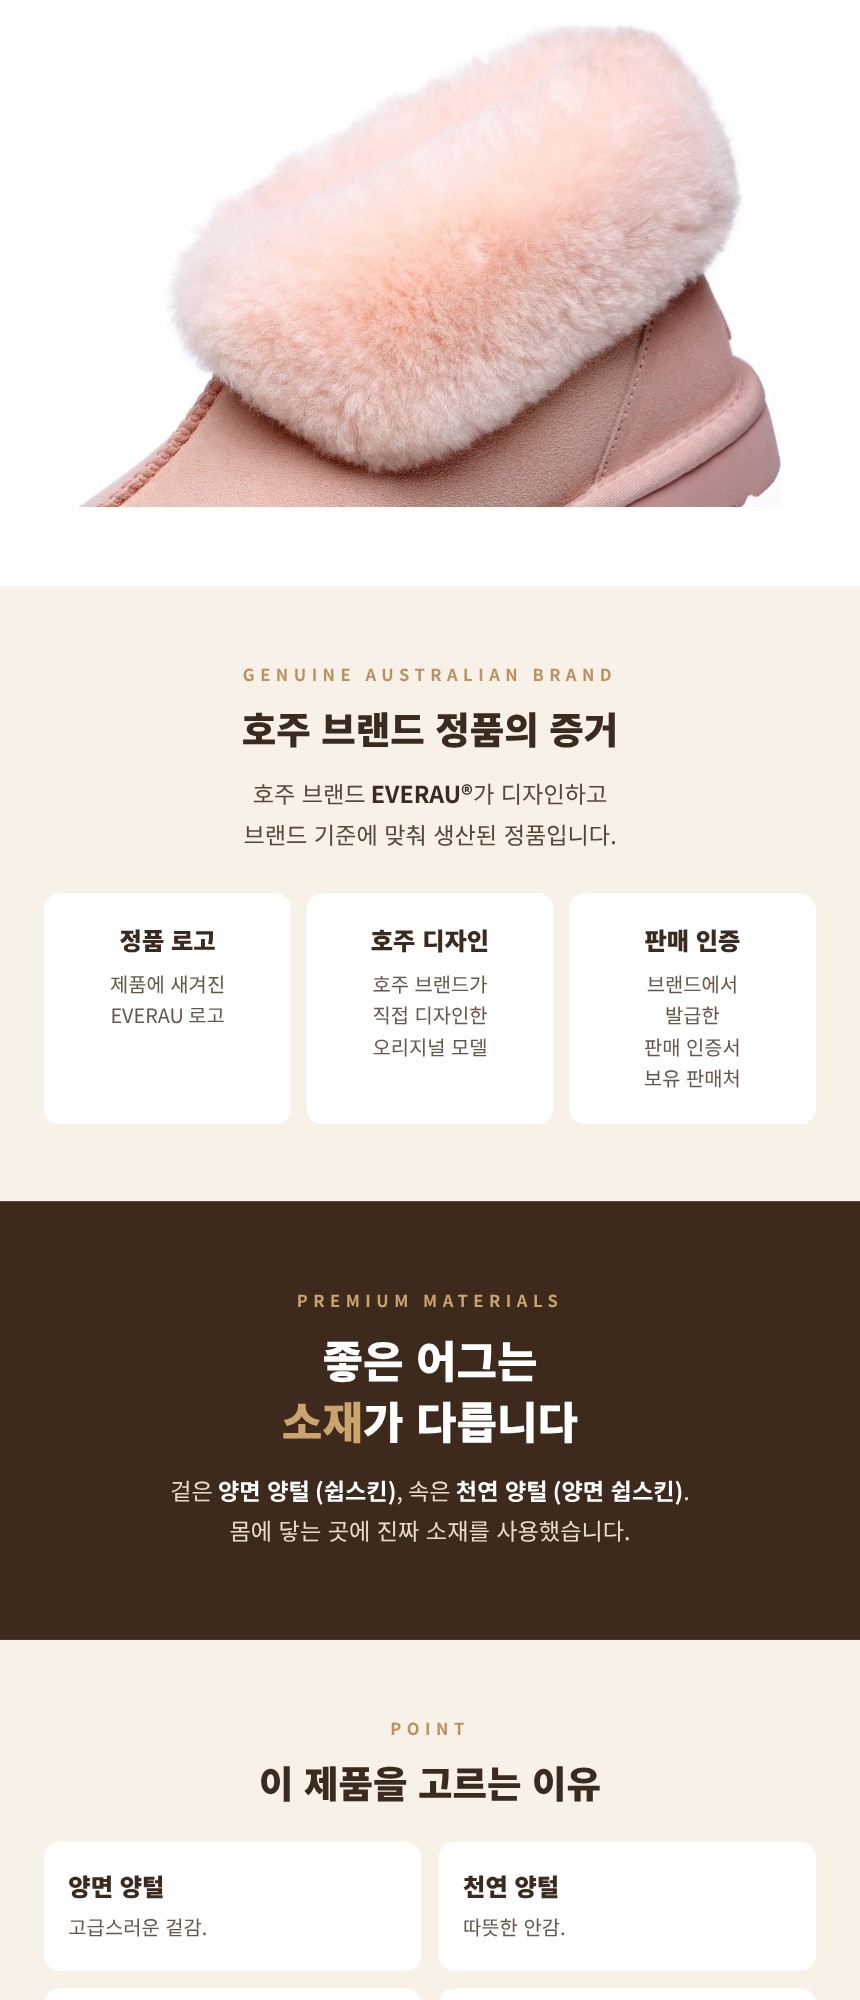 GENUINE AUSTRALIAN BRAND
호주 브랜드 정품의 증거
호주 브랜드 EVERAU®가 디자인하고
브랜드 기준에 맞춰 생산된 정품입니다.
정품 로고
제품에 새겨진
EVERAU 로고
호주 디자인
호주 브랜드가
직접 디자인한
오리지널 모델
판매 인증
브랜드에서
발급한
판매 인증서
보유 판매처
PREMIUM MATERIALS
좋은 어그는
소재가 다릅니다
겉은 양면 양털 (쉽스킨), 속은 천연 양털 (양면 쉽스킨).
몸에 닿는 곳에 진짜 소재를 사용했습니다.
POINT
이 제품을 고르는 이유
양면 양털
고급스러운 겉감.
천연 양털
따뜻한 안감.